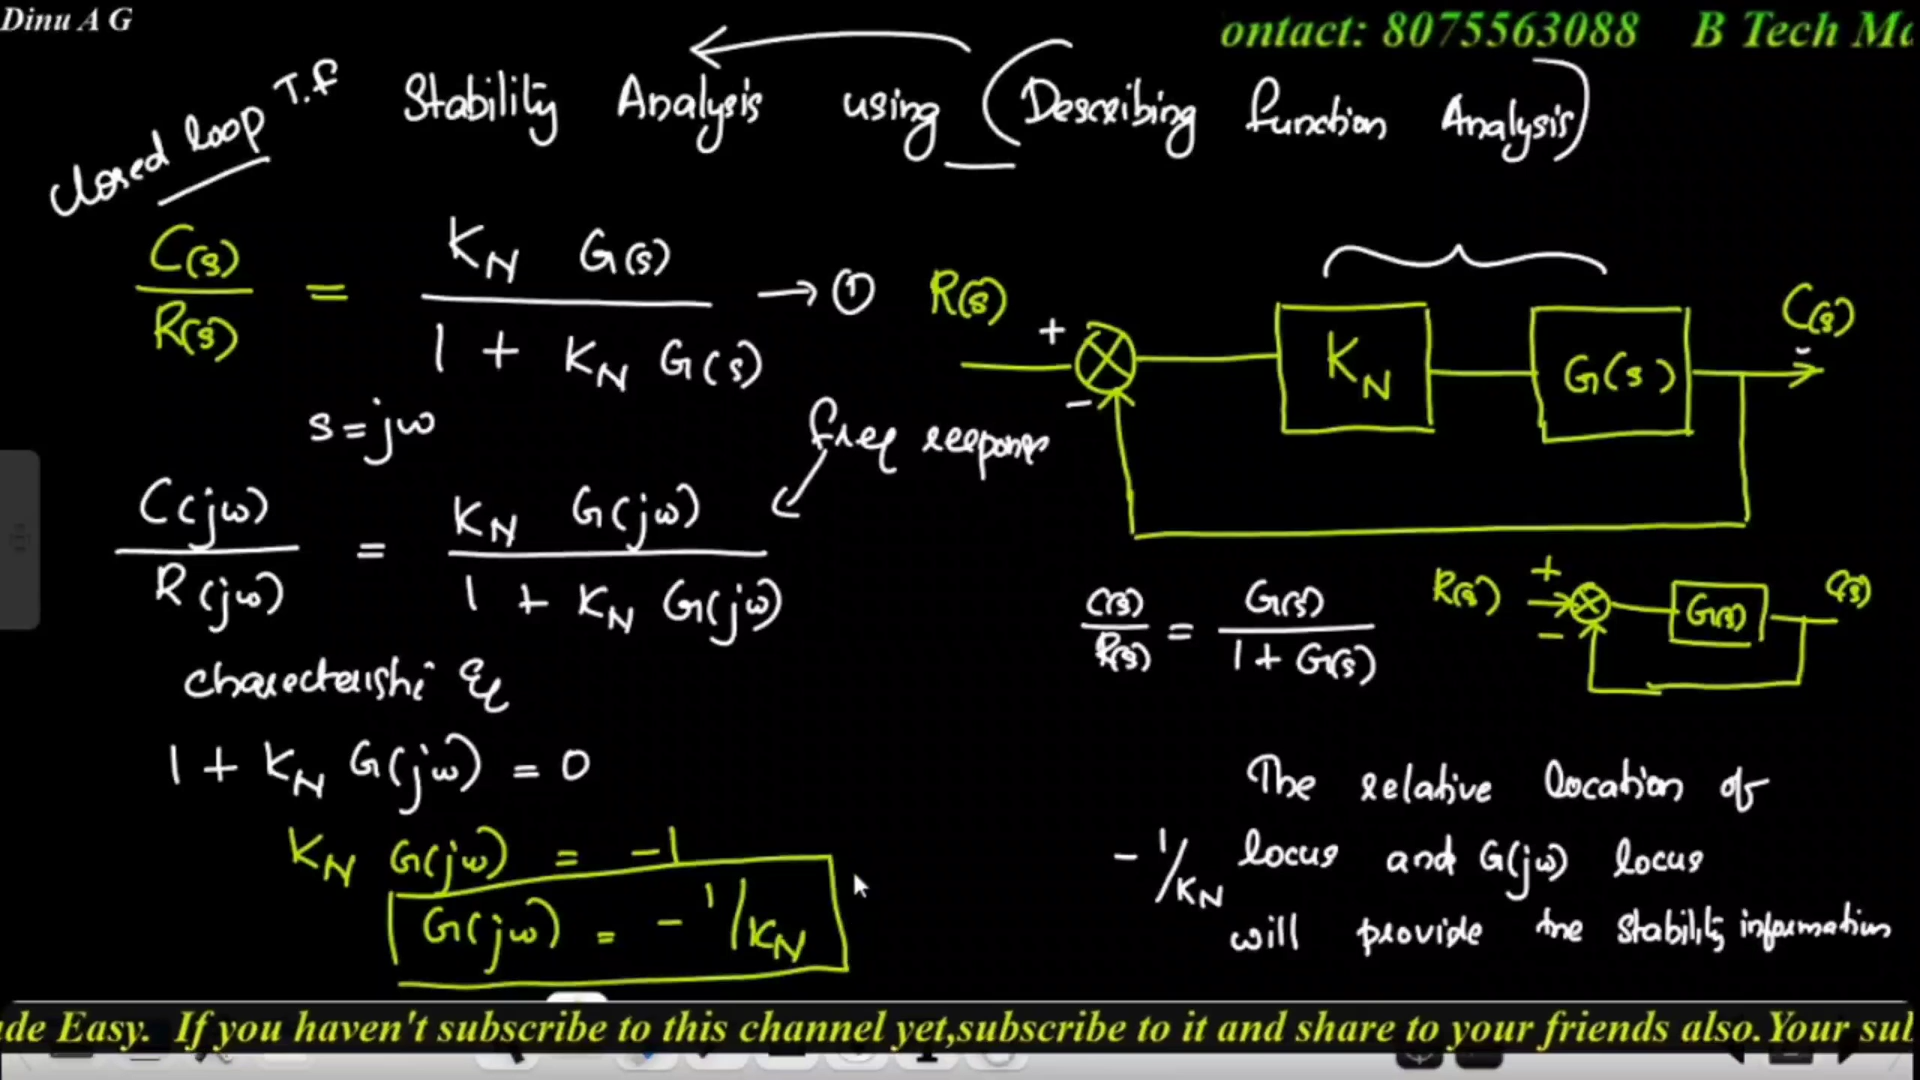 Dinu A G
ontact: 8075563088 B Tech Ma
closed loop T.f
Stability Analysis using (Describing function Analysis)
C(s)/R(s) = K_N G(s) / 1 + K_N G(s) → ①
s = jω
freq response
C(jω)/R(jω) = K_N G(jω) / 1 + K_N G(jω)
charecteristic Eq
1 + K_N G(jω) = 0
K_N G(jω) = -1
G(jω) = - 1/K_N
R(s) + - K_N G(s) C(s)
C(s)/R(s) = G(s) / 1 + G(s)
R(s) + - G(s) C(s)
The relative location of
- 1/K_N locus and G(jω) locus
will provide the stability information
de Easy. If you haven't subscribe to this channel yet,subscribe to it and share to your friends also.Your sul